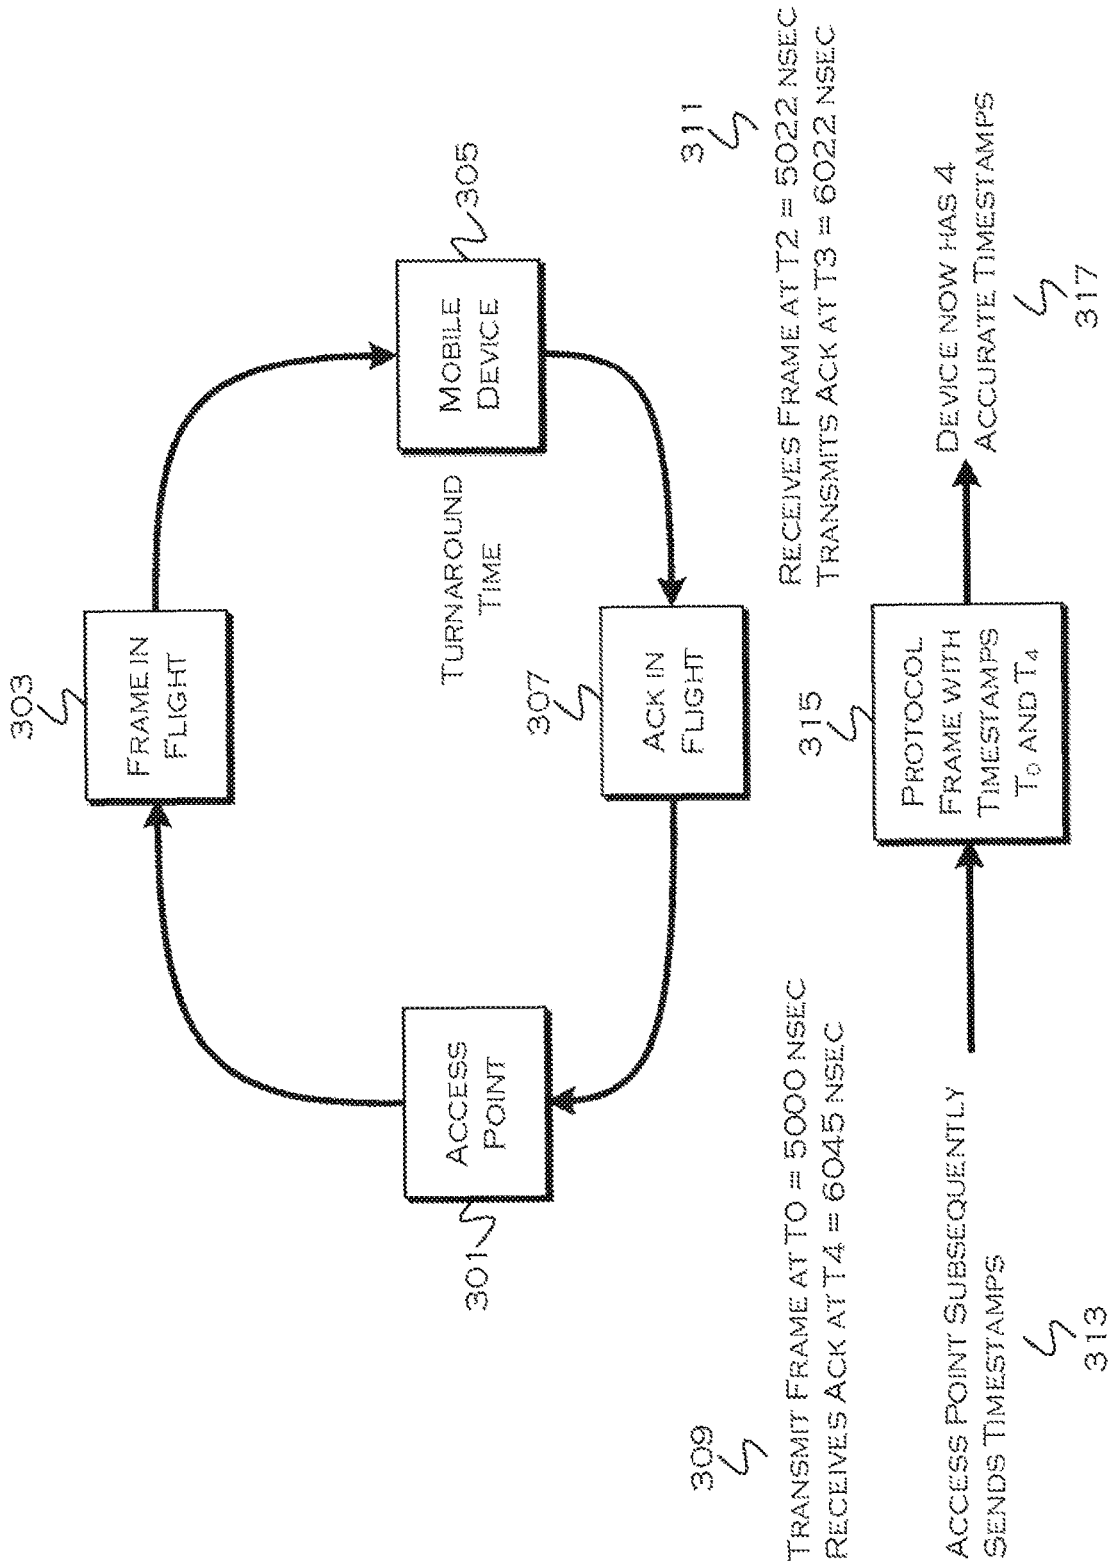 303
FRAME IN
FLIGHT
301
ACCESS
POINT
TURNAROUND
TIME
MOBILE
DEVICE
305
307
ACK IN
FLIGHT
309
TRANSMIT FRAME AT T0 = 5000 NSEC
RECEIVES ACK AT T4 = 6045 NSEC
311
RECEIVES FRAME AT T2 = 5022 NSEC
TRANSMITS ACK AT T3 = 6022 NSEC
ACCESS POINT SUBSEQUENTLY
SENDS TIMESTAMPS
313
315
PROTOCOL
FRAME WITH
TIMESTAMPS
T₀ AND T₄
DEVICE NOW HAS 4
ACCURATE TIMESTAMPS
317